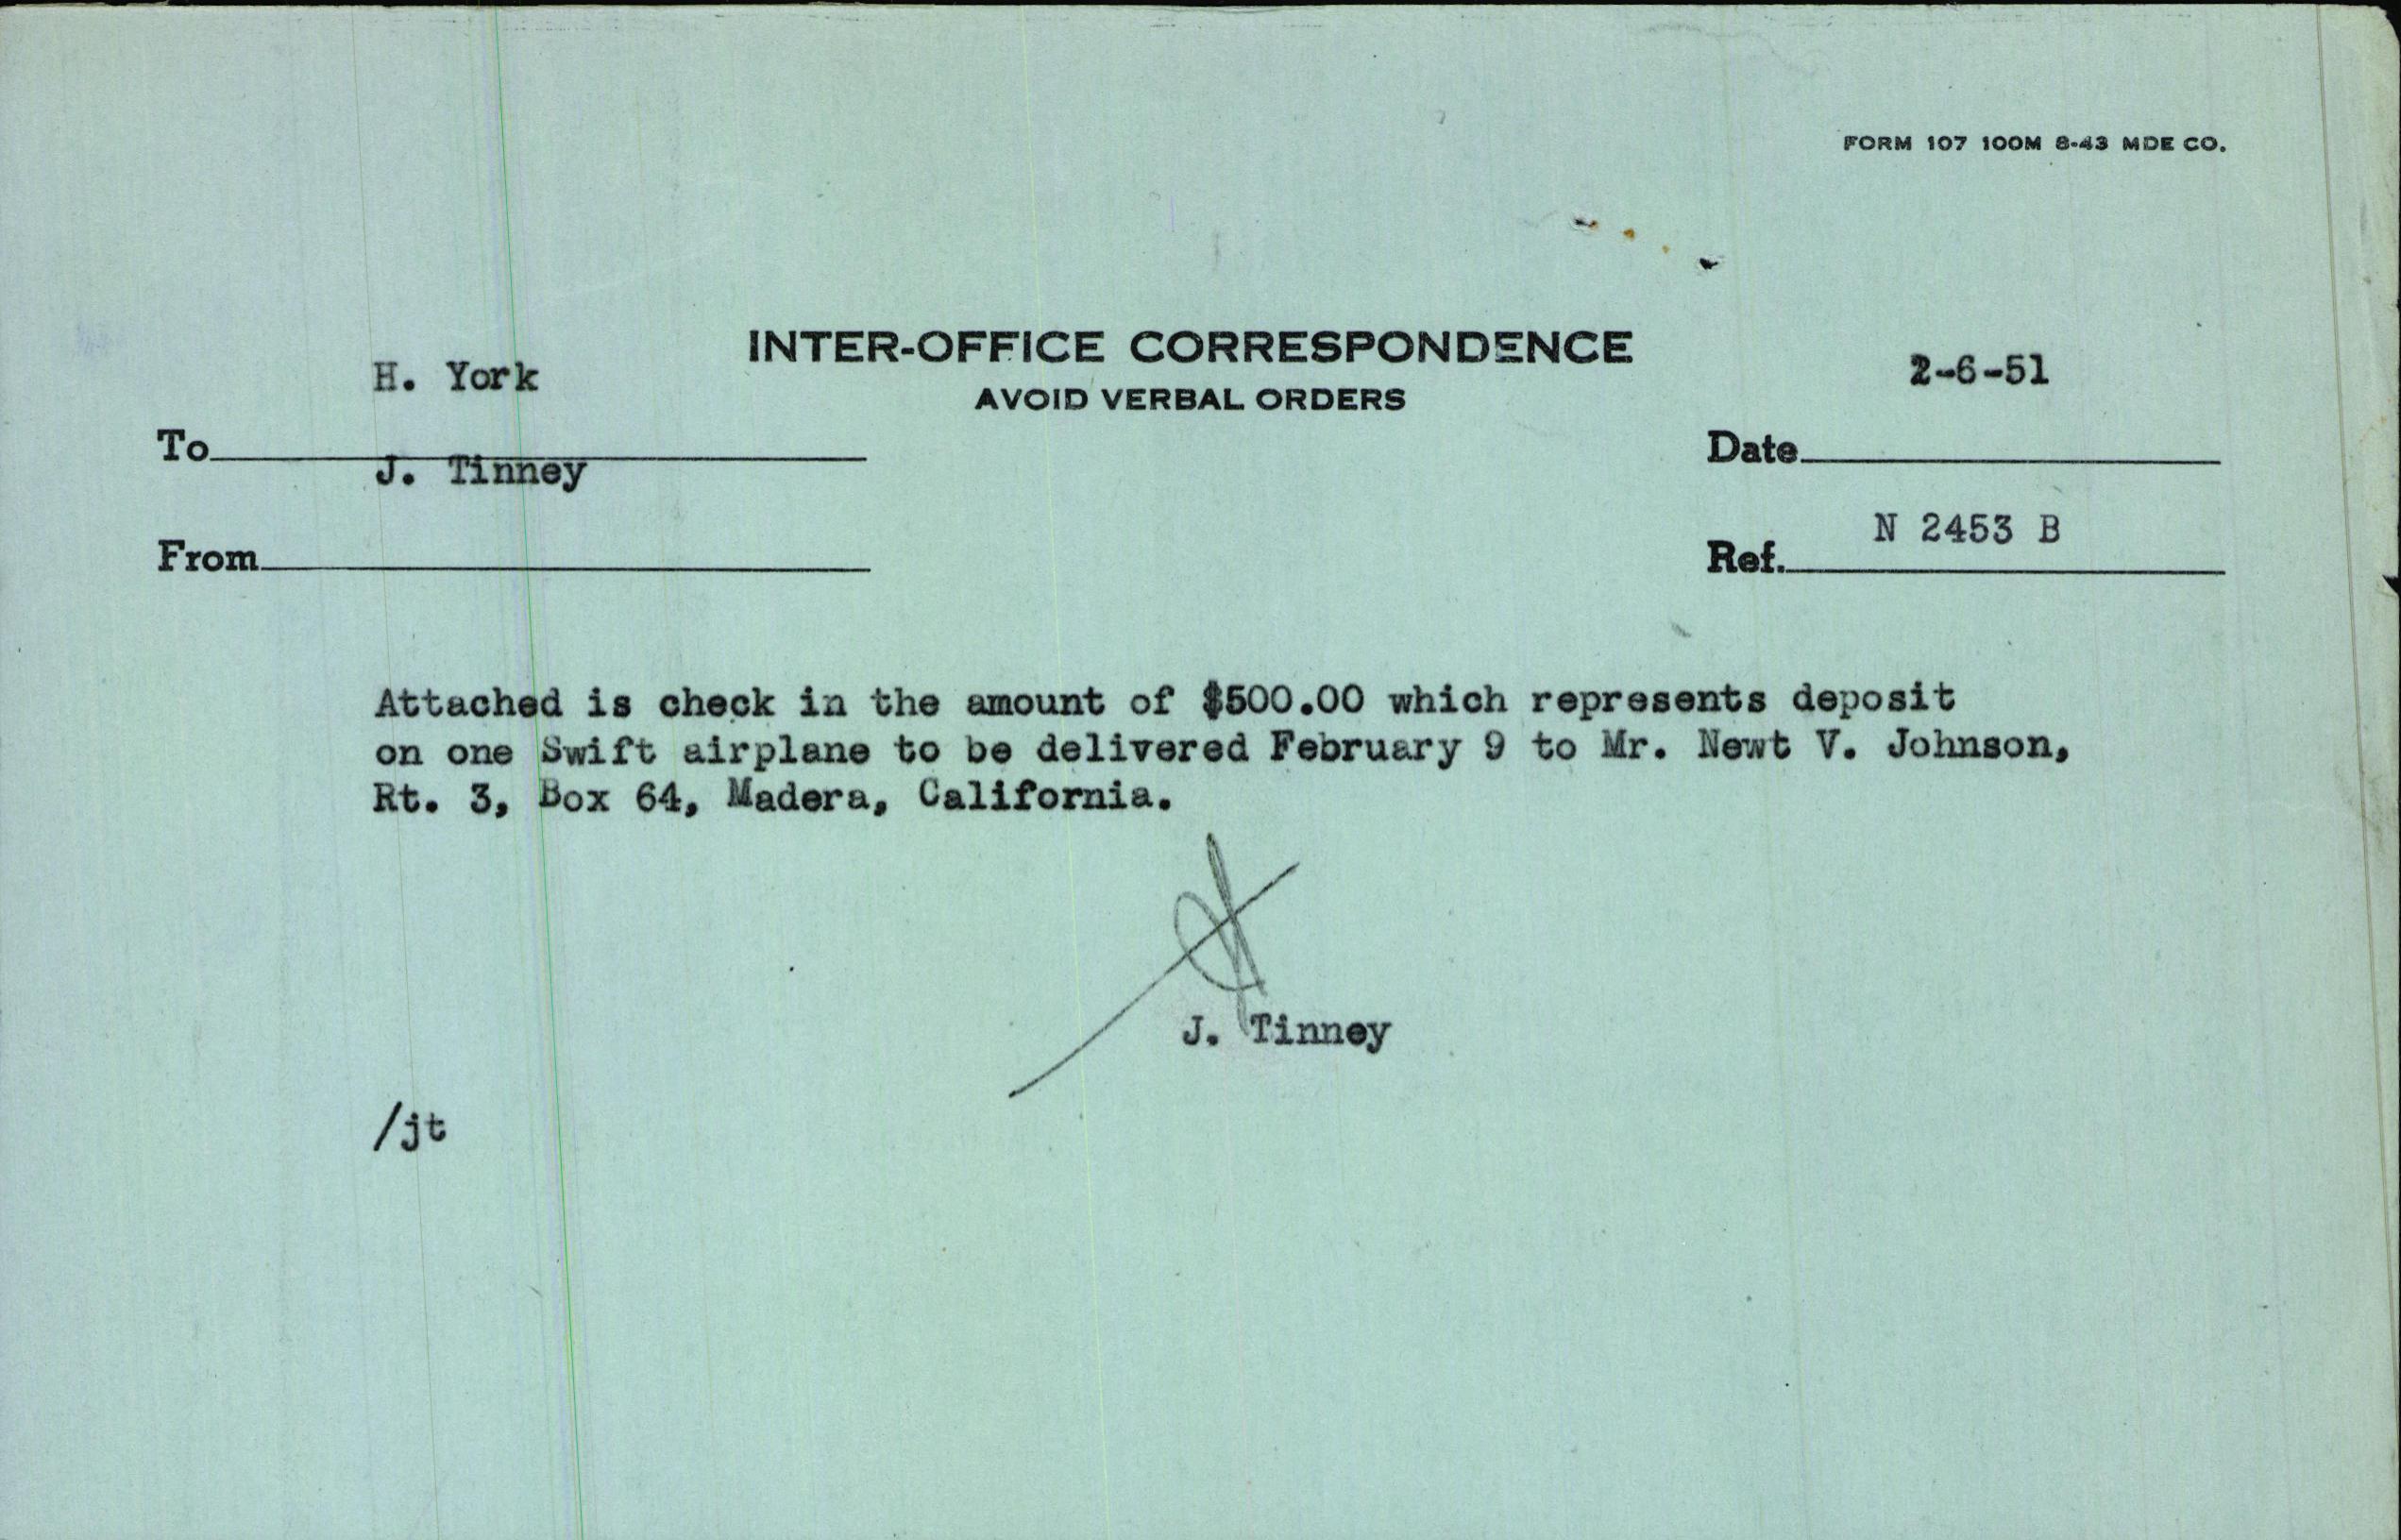 FORM 107 100M 8-43 MDE CO.
INTER-OFFICE CORRESPONDENCE
AVOID VERBAL ORDERS
H. York
2-6-51
To
Date
J. Tinney
N 2453 B
From
Ref.
Attached is check in the amount of $500.00 which represents deposit
on one Swift airplane to be delivered February 9 to Mr. Newt V. Johnson,
Rt. 3, Box 64, Madera, California.
J. Tinney
/jt